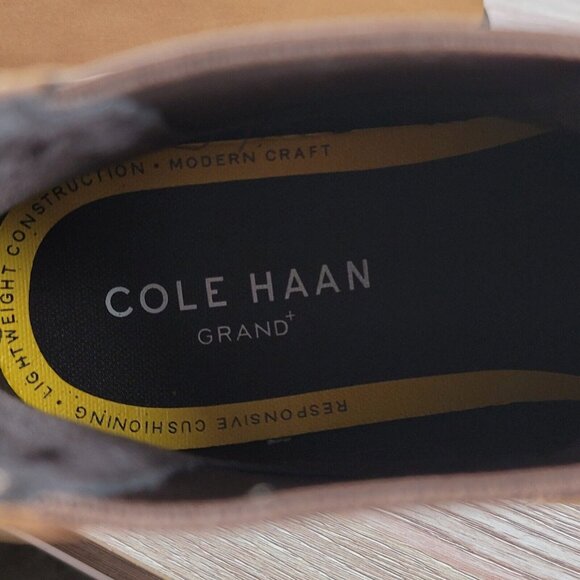 COLE HAAN
GRAND+
RESPONSIVE CUSHIONING • LIGHTWEIGHT CONSTRUCTION • MODERN CRAFT